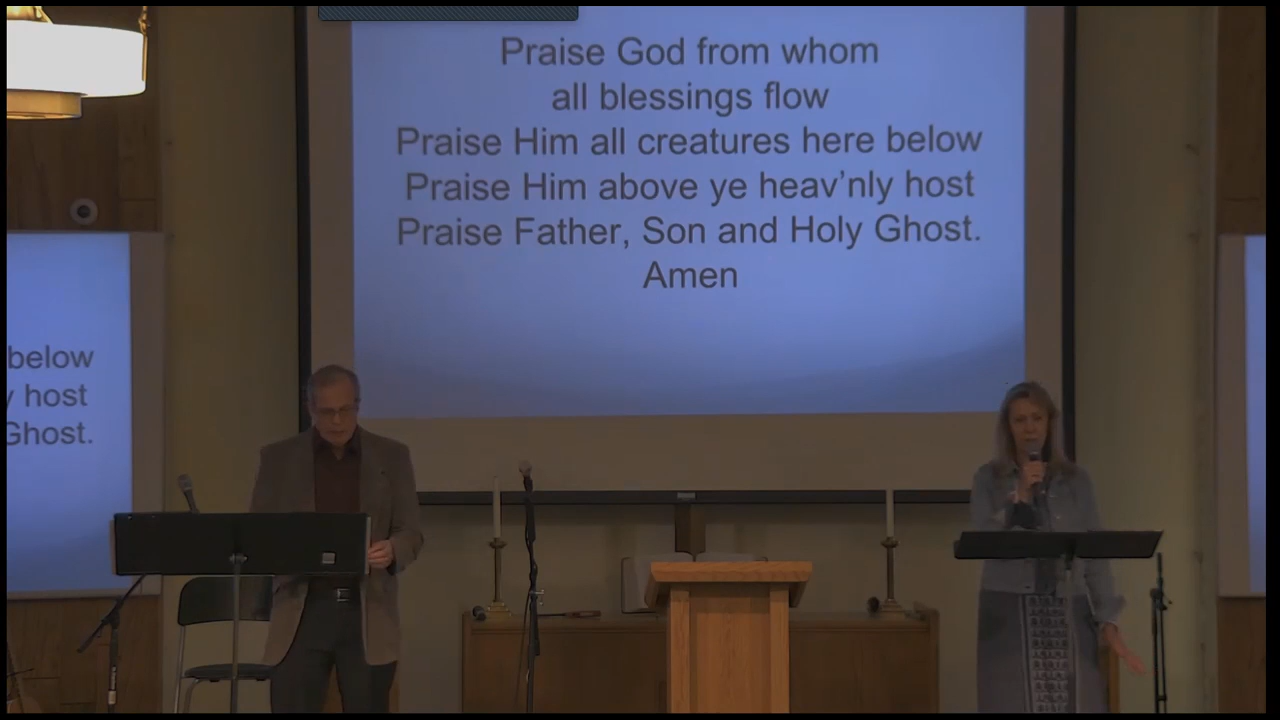 Praise God from whom
all blessings flow
Praise Him all creatures here below
Praise Him above ye heav'nly host
Praise Father, Son and Holy Ghost.
Amen
below
host
Ghost.